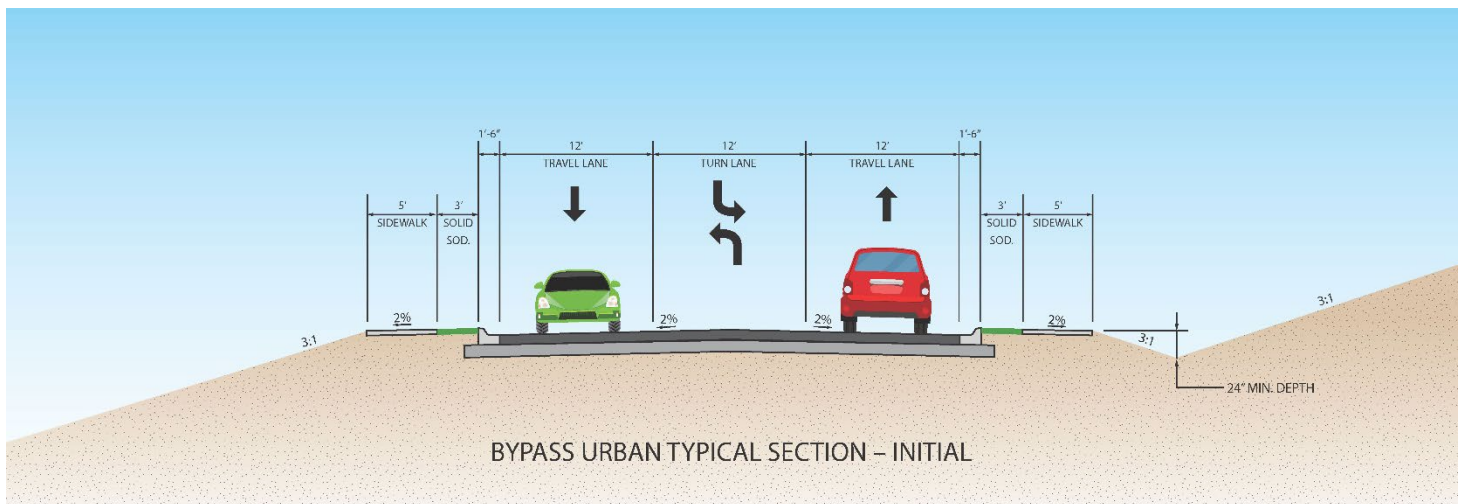 1'-6"
12'
12'
12'
1'-6"
TRAVEL LANE
TURN LANE
TRAVEL LANE
5'
3'
3'
5'
SIDEWALK
SOLID
SOD.
SOLID
SOD.
SIDEWALK
2%
2%
2%
2%
3:1
3:1
3:1
24" MIN. DEPTH
BYPASS URBAN TYPICAL SECTION – INITIAL